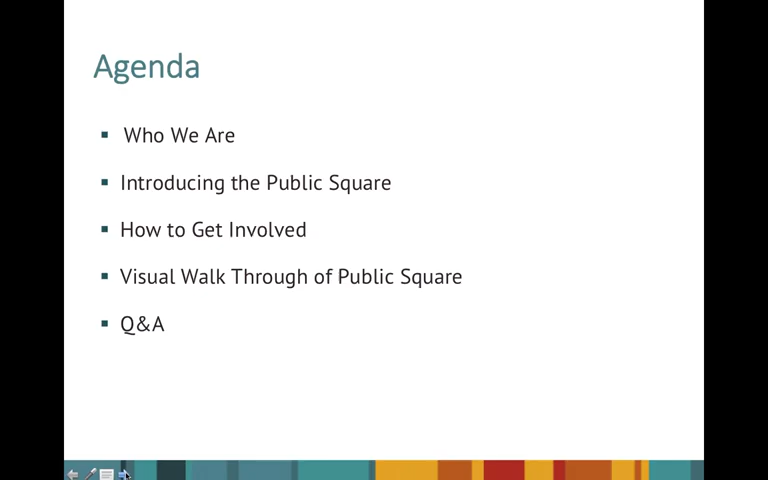 Agenda
Who We Are
Introducing the Public Square
How to Get Involved
Visual Walk Through of Public Square
Q&A